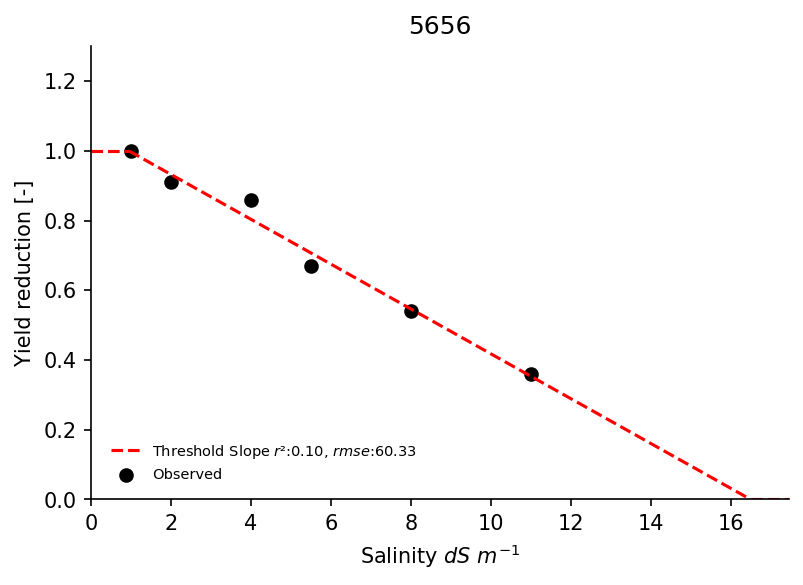 5656
Yield reduction [-]
1.2
1.0
0.8
0.6
0.4
0.2
0.0
Threshold Slope r²:0.10, rmse:60.33
Observed
0 2 4 6 8 10 12 14 16
Salinity dS m⁻¹